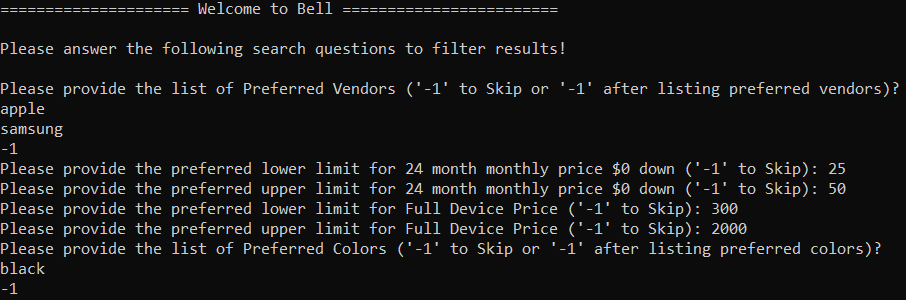 ===================== Welcome to Bell ========================
Please answer the following search questions to filter results!
Please provide the list of Preferred Vendors ('-1' to Skip or '-1' after listing preferred vendors)?
apple
samsung
-1
Please provide the preferred lower limit for 24 month monthly price $0 down ('-1' to Skip): 25
Please provide the preferred upper limit for 24 month monthly price $0 down ('-1' to Skip): 50
Please provide the preferred lower limit for Full Device Price ('-1' to Skip): 300
Please provide the preferred upper limit for Full Device Price ('-1' to Skip): 2000
Please provide the list of Preferred Colors ('-1' to Skip or '-1' after listing preferred colors)?
black
-1